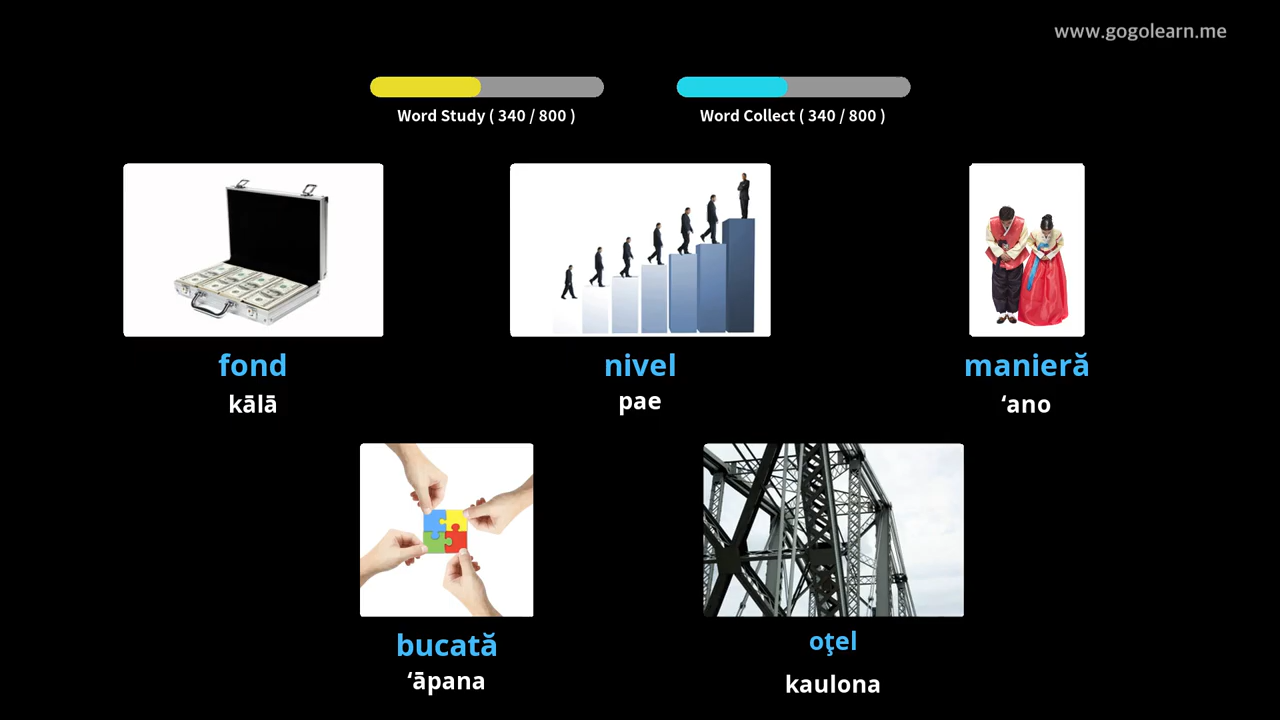 www.gogolearn.me
Word Study ( 340 / 800 )
Word Collect ( 340 / 800 )
fond
kālā
nivel
pae
manieră
ʻano
bucată
ʻāpana
oţel
kaulona